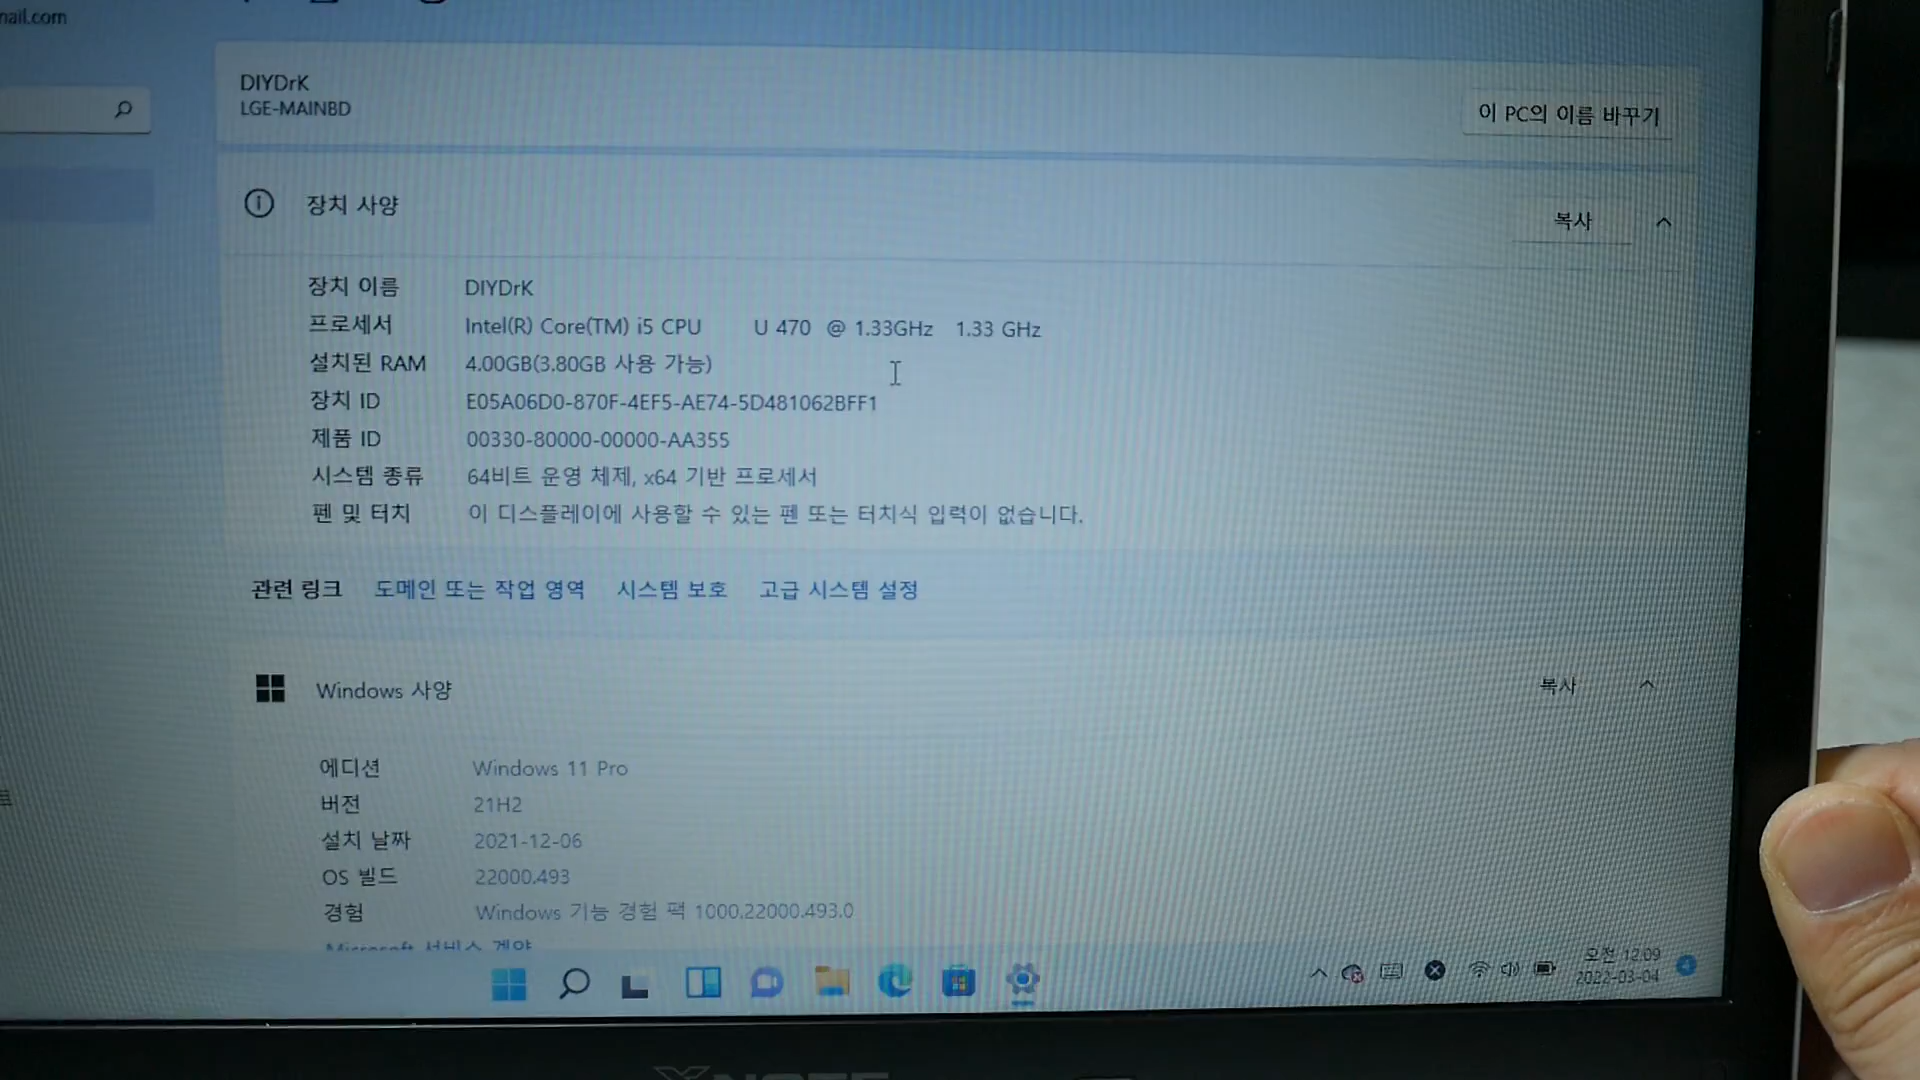 nail.com
DIYDrK
LGE-MAINBD
이 PC의 이름 바꾸기
장치 사양
복사
장치 이름 DIYDrK
프로세서 Intel(R) Core(TM) i5 CPU U 470 @ 1.33GHz 1.33 GHz
설치된 RAM 4.00GB(3.80GB 사용 가능)
장치 ID E05A06D0-870F-4EF5-AE74-5D481062BFF1
제품 ID 00330-80000-00000-AA355
시스템 종류 64비트 운영 체제, x64 기반 프로세서
펜 및 터치 이 디스플레이에 사용할 수 있는 펜 또는 터치식 입력이 없습니다.
관련 링크 도메인 또는 작업 영역 시스템 보호 고급 시스템 설정
Windows 사양
복사
에디션 Windows 11 Pro
버전 21H2
설치 날짜 2021-12-06
OS 빌드 22000.493
경험 Windows 기능 경험 팩 1000.22000.493.0
Microsoft 서비스 계약
오전 12:09
2022-03-04
4
XNOTE